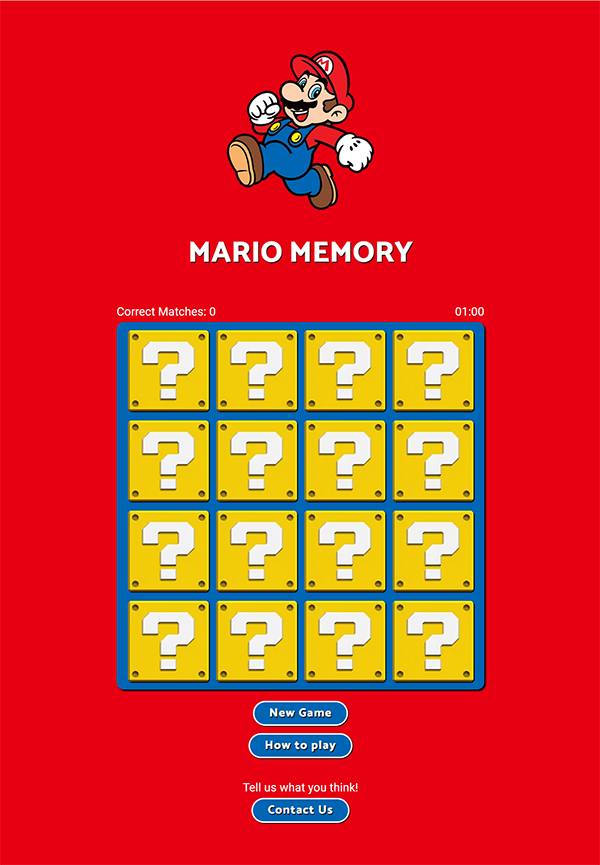 M
MARIO MEMORY
Correct Matches: 0 01:00
? ? ? ?
? ? ? ?
? ? ? ?
? ? ? ?
New Game
How to play
Tell us what you think!
Contact Us